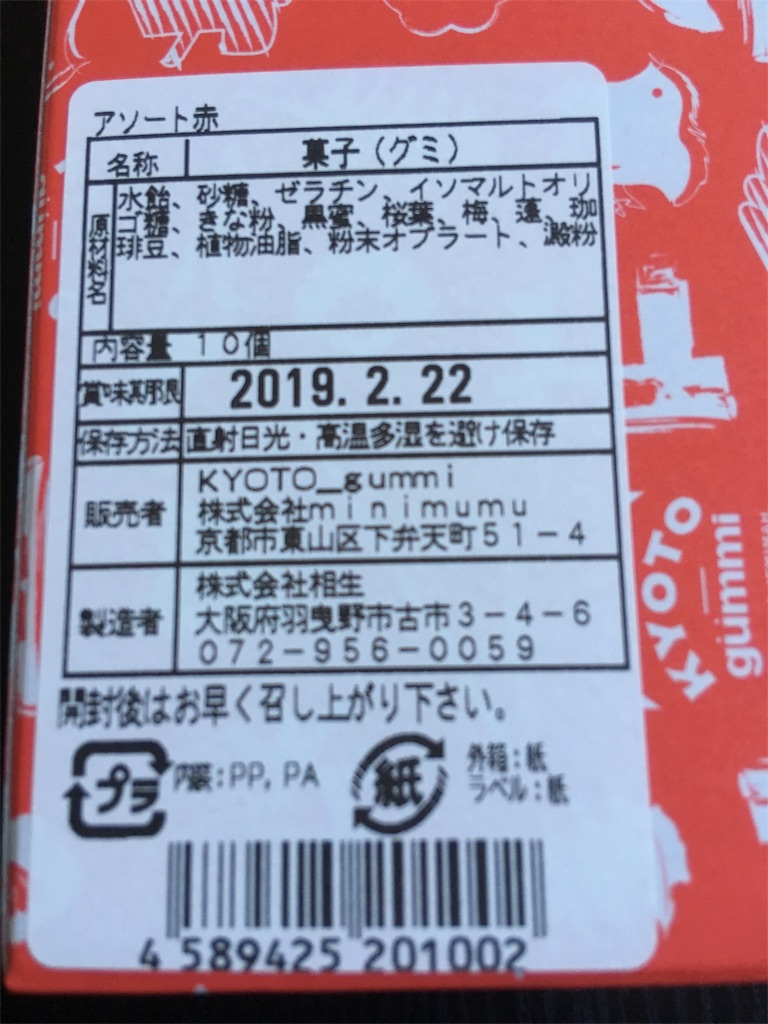 アソート赤
名称 菓子（グミ）
原材料名
水飴、砂糖、ゼラチン、イソマルトオリ
ゴ糖、きな粉、黒蜜、桜葉、梅、蓬、珈
琲豆、植物油脂、粉末オブラート、澱粉
内容量 10個
賞味期限 2019. 2. 22
保存方法 直射日光・高温多湿を避け保存
販売者
KYOTO_gummi
株式会社minimumu
京都市東山区下弁天町51－4
製造者
株式会社相生
大阪府羽曳野市古市3－4－6
072－956－0059
開封後はお早く召し上がり下さい。
プラ 内装：PP, PA
紙 外箱：紙
ラベル：紙
4 589425 201002
KYOTO
gummi